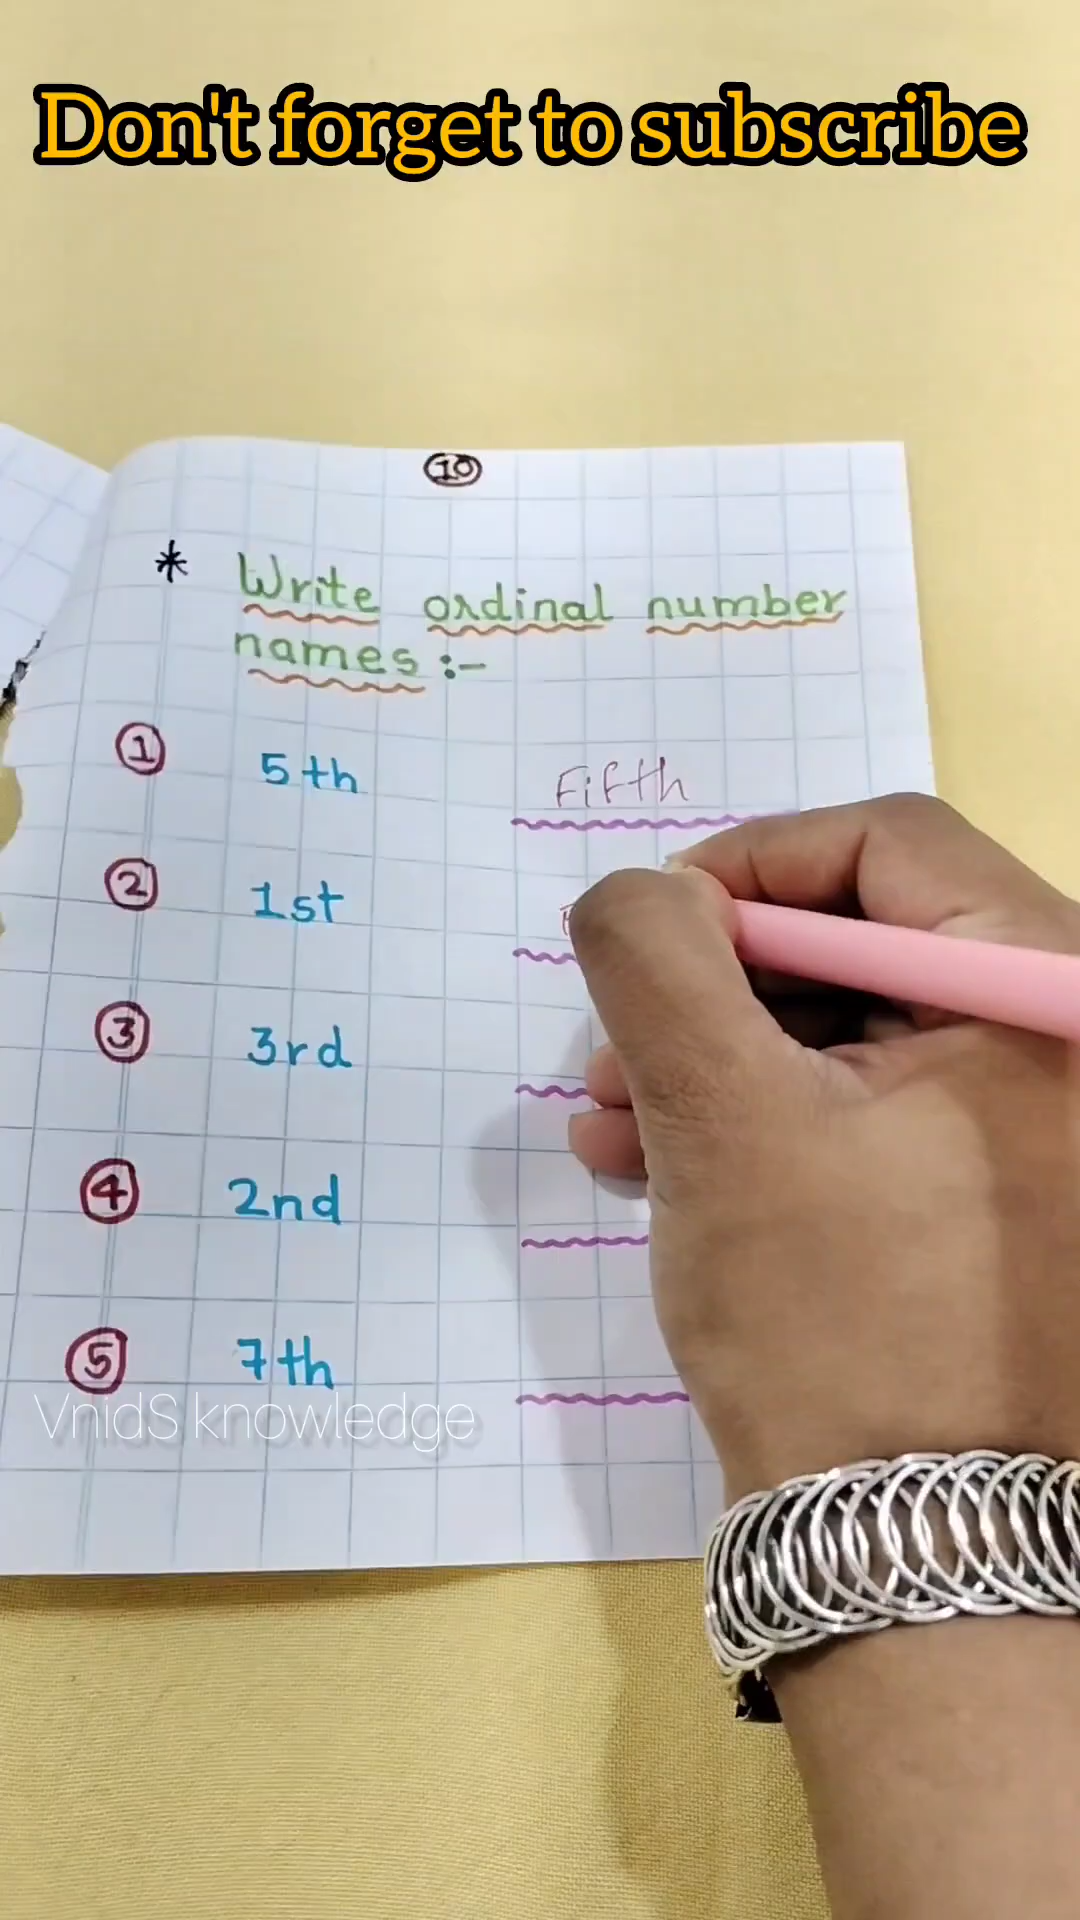 Don't forget to subscribe
10
* Write ordinal number
names :-
1 5th Fifth
2 1st
3 3rd
4 2nd
5 7th
VnidS knowledge